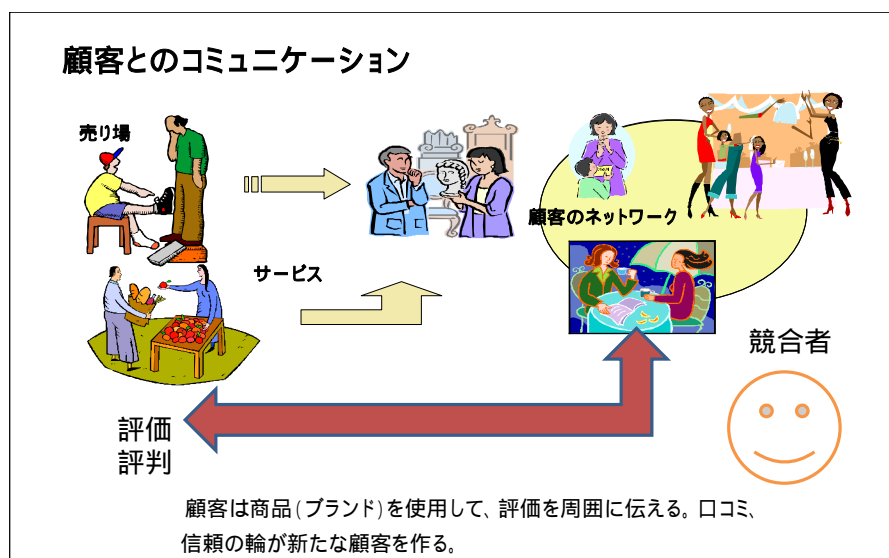 顧客とのコミュニケーション
売り場
顧客のネットワーク
サービス
競合者
評価
評判
顧客は商品(ブランド)を使用して、評価を周囲に伝える。口コミ、
信頼の輪が新たな顧客を作る。